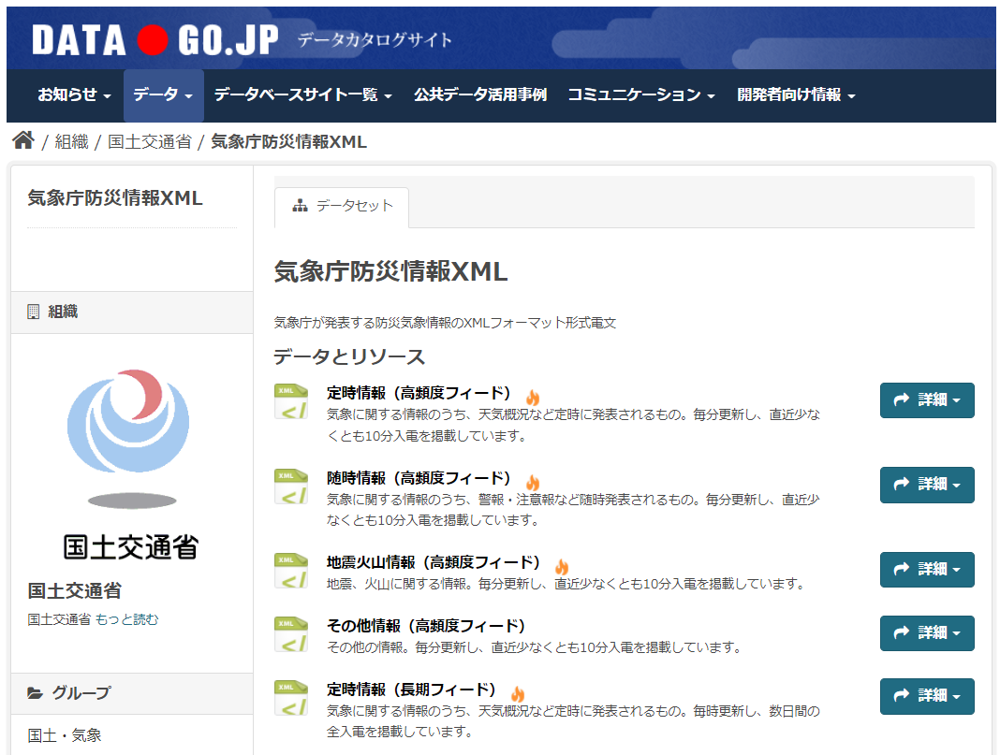 DATA GO.JP データカタログサイト
お知らせ データ データベースサイト一覧 公共データ活用事例 コミュニケーション 開発者向け情報
/ 組織 / 国土交通省 / 気象庁防災情報XML
気象庁防災情報XML
組織
国土交通省
国土交通省
国土交通省 もっと読む
グループ
国土・気象
データセット
気象庁防災情報XML
気象庁が発表する防災気象情報のXMLフォーマット形式電文
データとリソース
XML
定時情報（高頻度フィード）
詳細
気象に関する情報のうち、天気概況など定時に発表されるもの。毎分更新し、直近少な
くとも10分入電を掲載しています。
XML
随時情報（高頻度フィード）
詳細
気象に関する情報のうち、警報・注意報など随時発表されるもの。毎分更新し、直近少
なくとも10分入電を掲載しています。
XML
地震火山情報（高頻度フィード）
詳細
地震、火山に関する情報。毎分更新し、直近少なくとも10分入電を掲載しています。
XML
その他情報（高頻度フィード）
詳細
その他の情報。毎分更新し、直近少なくとも10分入電を掲載しています。
XML
定時情報（長期フィード）
詳細
気象に関する情報のうち、天気概況など定時に発表されるもの。毎時更新し、数日間の
全入電を掲載しています。